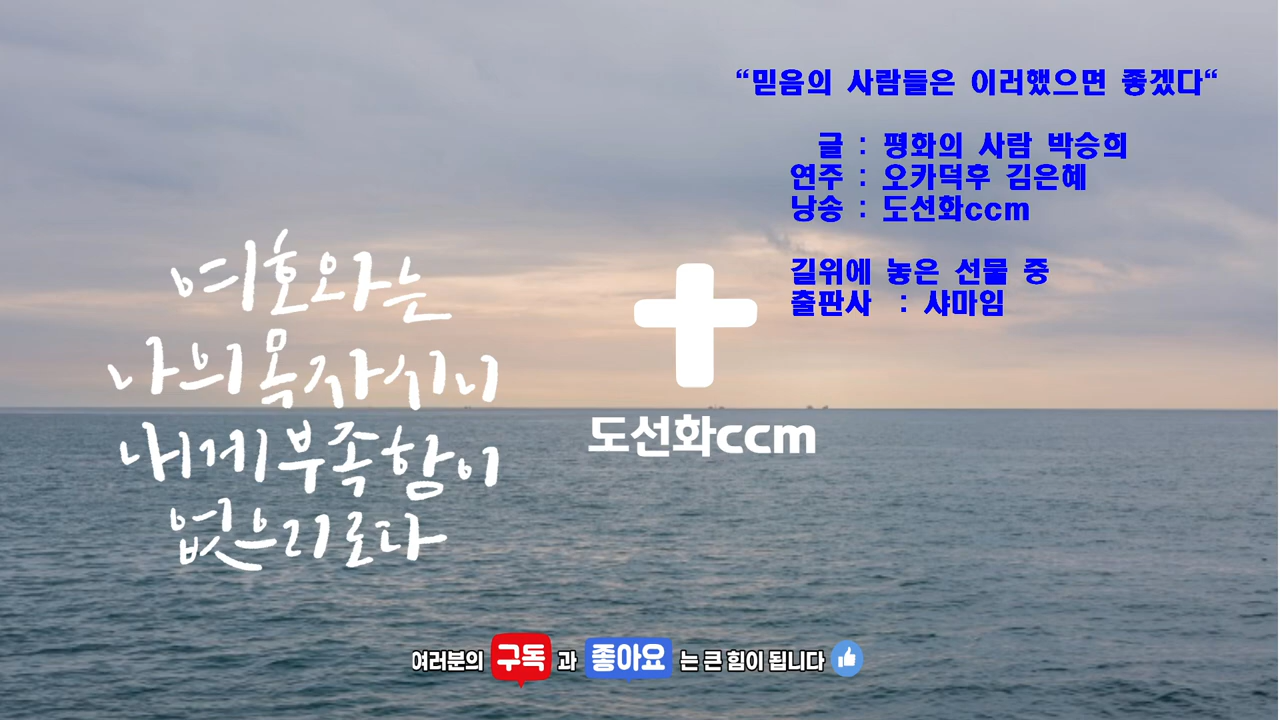 “믿음의 사람들은 이러했으면 좋겠다“
글 : 평화의 사람 박승희
연주 : 오카덕후 김은혜
낭송 : 도선화ccm
길위에 놓은 선물 중
출판사 : 샤마임
여호와는
나의 목자시니
내게 부족함이
없으리로다
도선화ccm
여러분의 구독 과 좋아요 는 큰 힘이 됩니다